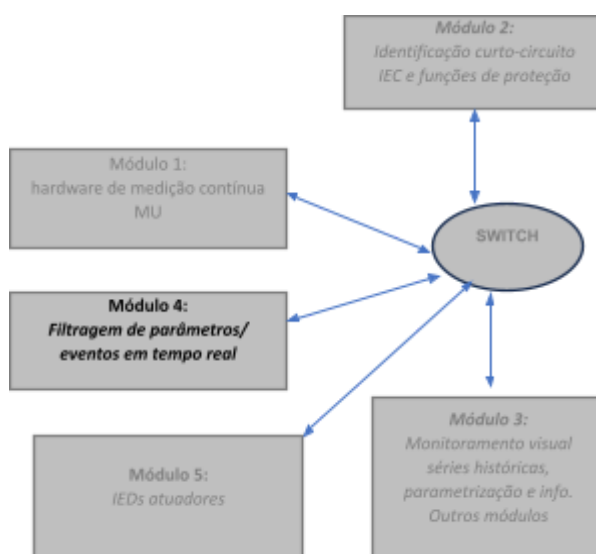 Módulo 2:
Identificação curto-circuito
IEC e funções de proteção
Módulo 1:
hardware de medição contínua
MU
SWITCH
Módulo 4:
Filtragem de parâmetros/
eventos em tempo real
Módulo 3:
Monitoramento visual
séries históricas,
parametrização e info.
Outros módulos
Módulo 5:
IEDs atuadores